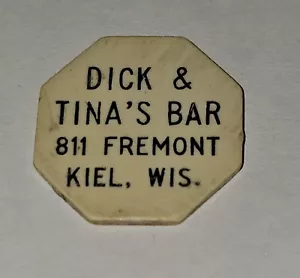 DICK &
TINA'S BAR
811 FREMONT
KIEL, WIS.